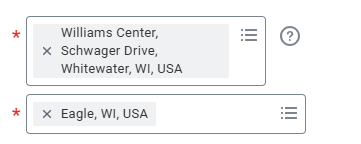 * × Williams Center,
Schwager Drive,
Whitewater, WI, USA
?
* × Eagle, WI, USA